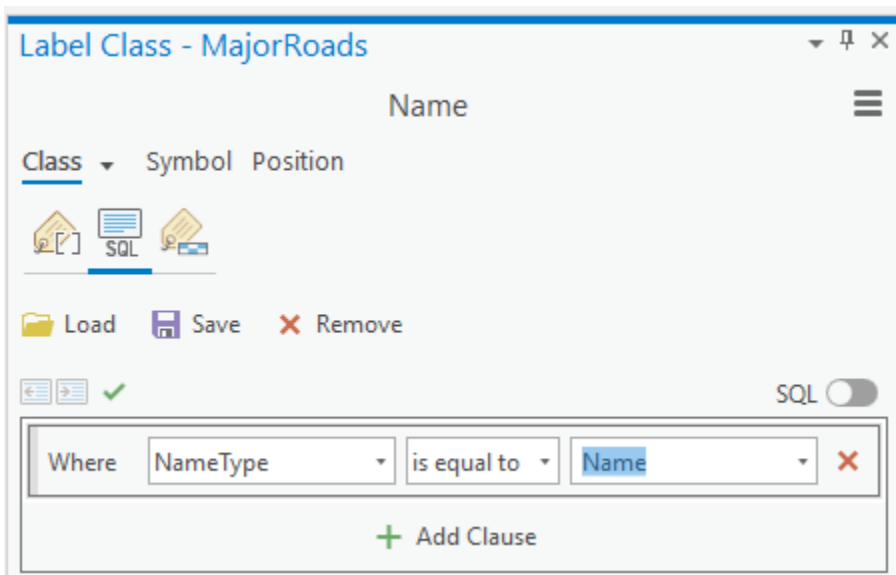 Label Class - MajorRoads
Name
Class Symbol Position
SQL
Load Save Remove
SQL
Where NameType is equal to Name
Add Clause